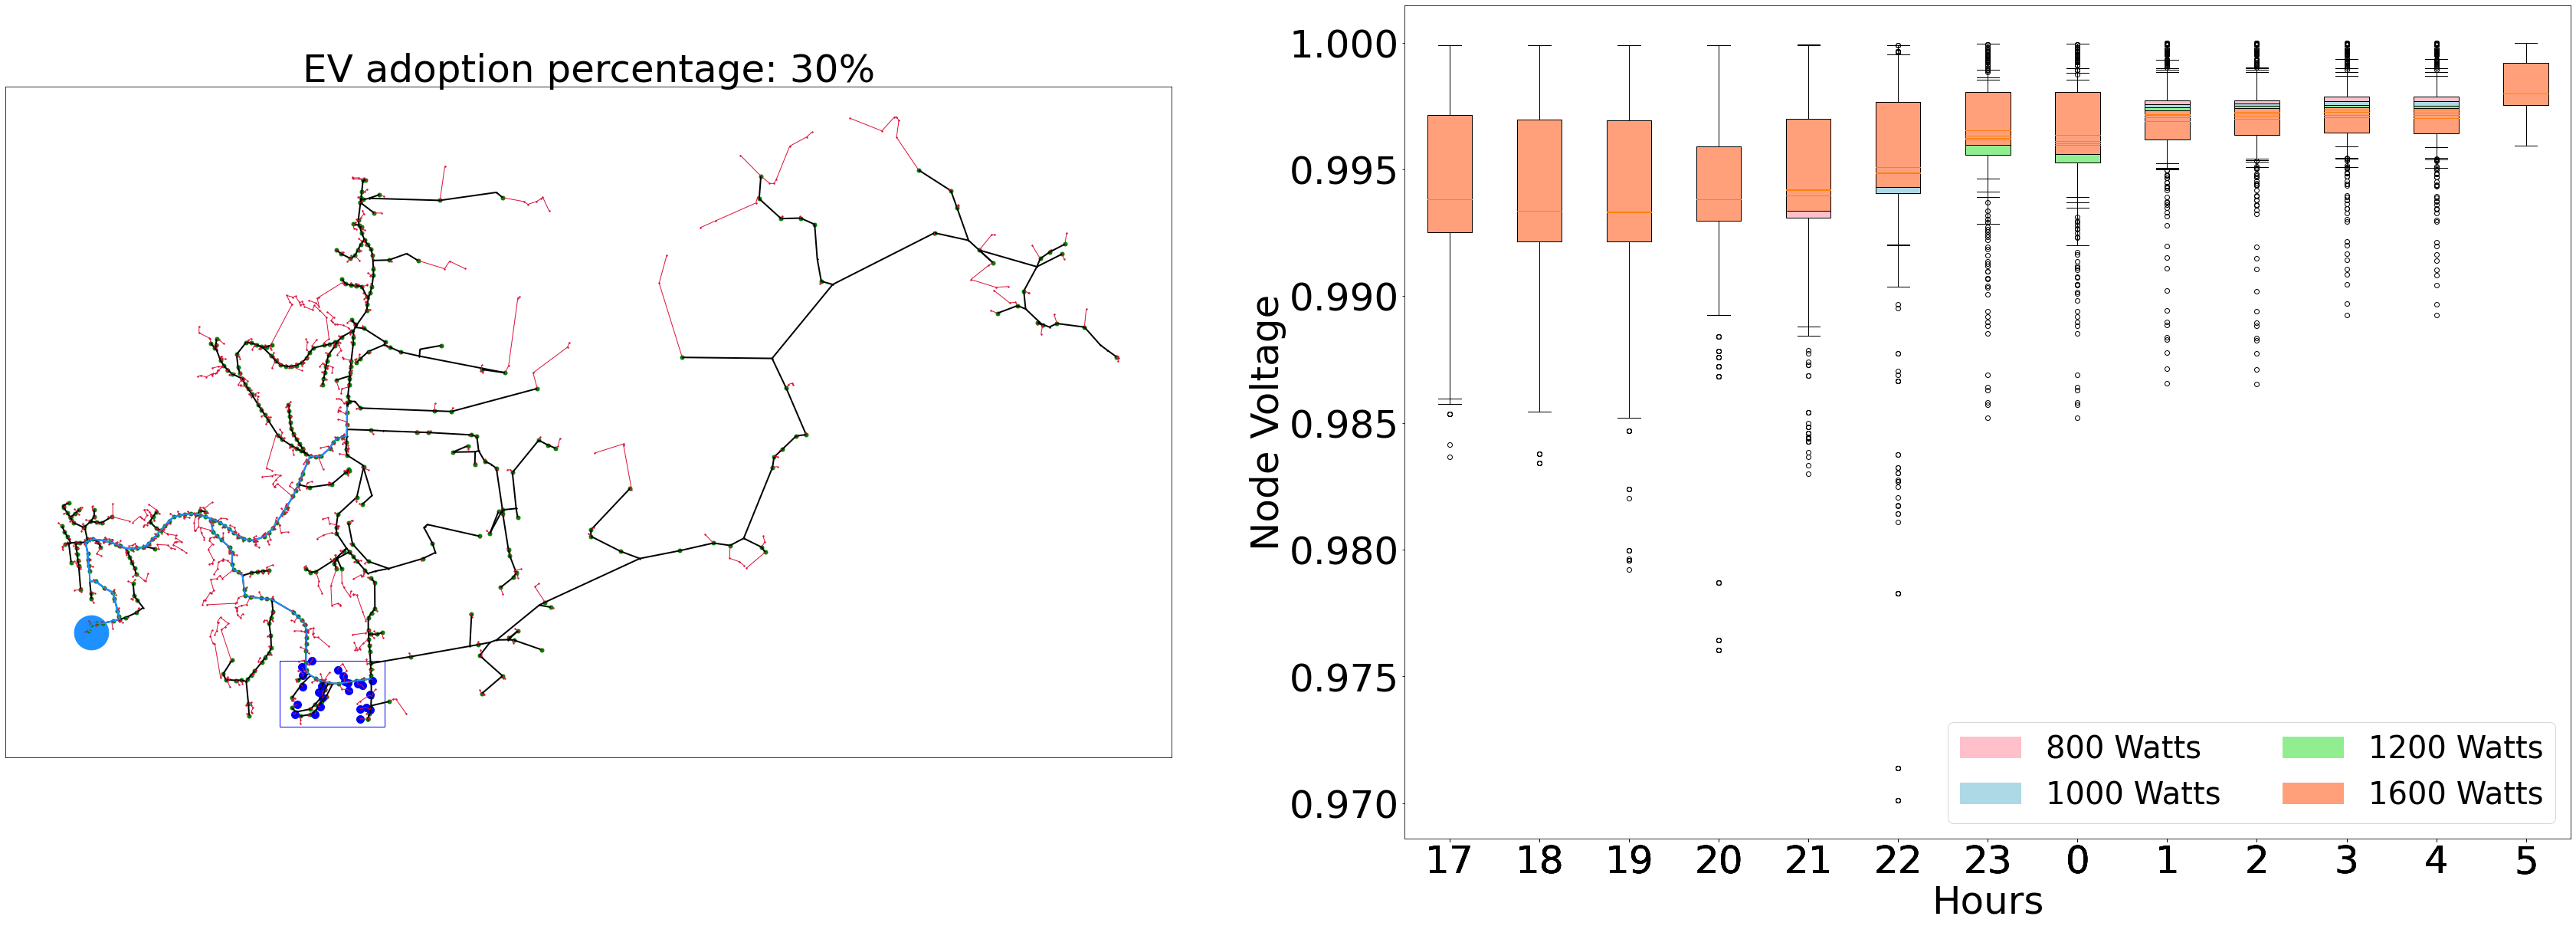 EV adoption percentage: 30%
1.000
0.995
0.990
0.985
0.980
0.975
0.970
Node Voltage
800 Watts
1000 Watts
1200 Watts
1600 Watts
17 18 19 20 21 22 23 0 1 2 3 4 5
Hours